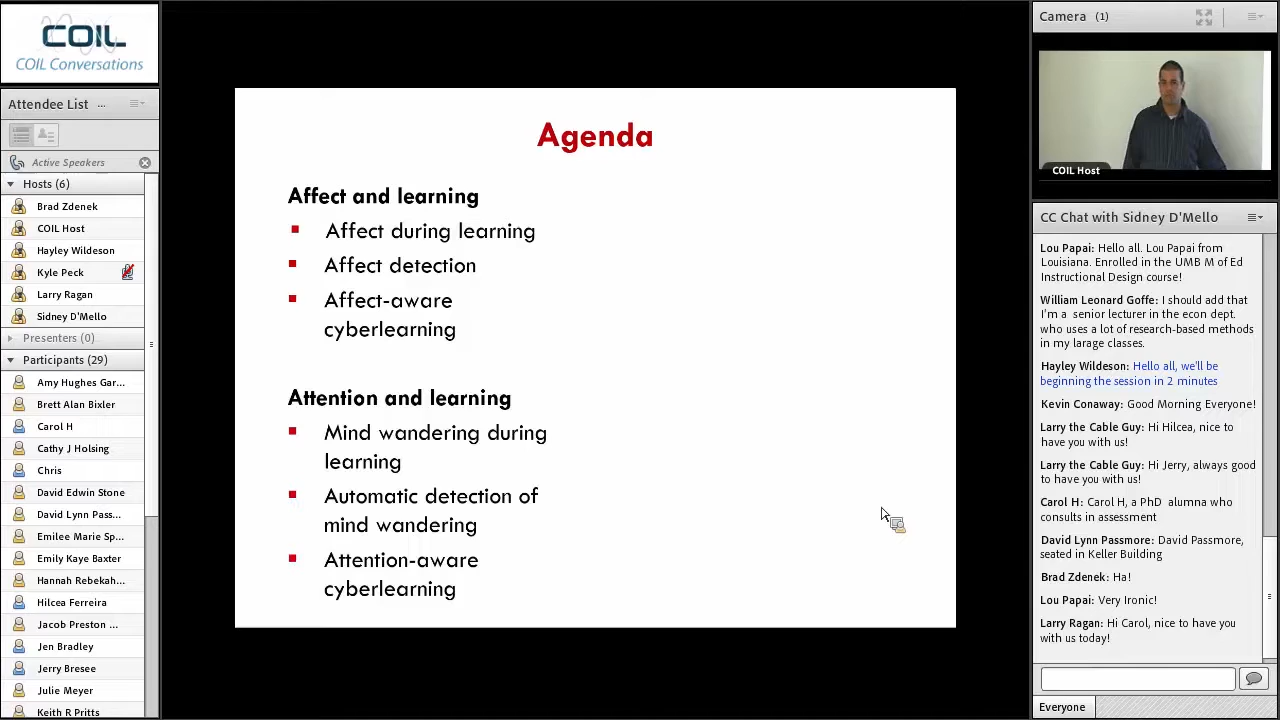 COIL
COIL Conversations
Attendee List ...
Active Speakers
Hosts (6)
Brad Zdenek
COIL Host
Hayley Wildeson
Kyle Peck
Larry Ragan
Sidney D'Mello
Presenters (0)
Participants (29)
Amy Hughes Gar...
Brett Alan Bixler
Carol H
Cathy J Holsing
Chris
David Edwin Stone
David Lynn Pass...
Emilee Marie Sp...
Emily Kaye Baxter
Hannah Rebekah...
Hilcea Ferreira
Jacob Preston ...
Jen Bradley
Jerry Bresee
Julie Meyer
Keith R Pritts
Agenda
Affect and learning
Affect during learning
Affect detection
Affect-aware
cyberlearning
Attention and learning
Mind wandering during
learning
Automatic detection of
mind wandering
Attention-aware
cyberlearning
Camera (1)
COIL Host
CC Chat with Sidney D'Mello
Lou Papai: Hello all. Lou Papai from
Louisiana. Enrolled in the UMB M of Ed
Instructional Design course!
William Leonard Goffe: I should add that
I'm a senior lecturer in the econ dept.
who uses a lot of research-based methods
in my larage classes.
Hayley Wildeson: Hello all, we'll be
beginning the session in 2 minutes
Kevin Conaway: Good Morning Everyone!
Larry the Cable Guy: Hi Hilcea, nice to
have you with us!
Larry the Cable Guy: Hi Jerry, always good
to have you with us!
Carol H: Carol H, a PhD alumna who
consults in assessment
David Lynn Passmore: David Passmore,
seated in Keller Building
Brad Zdenek: Ha!
Lou Papai: Very Ironic!
Larry Ragan: Hi Carol, nice to have you
with us today!
Everyone